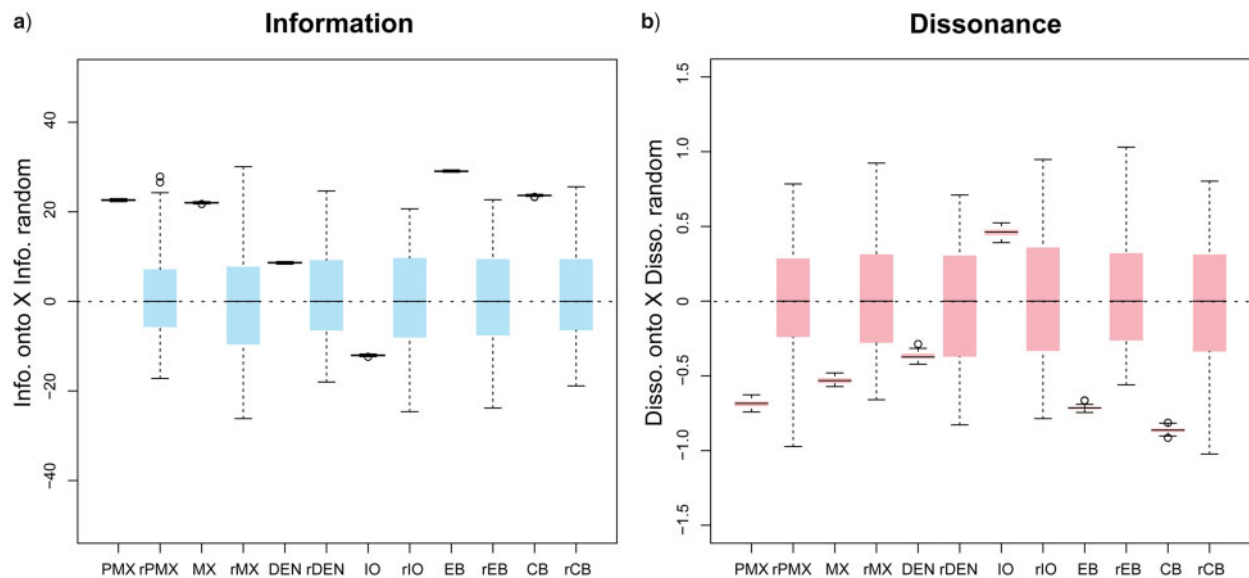 a) Information
Info. onto X Info. random
40
20
0
−20
−40
PMX rPMX MX rMX DEN rDEN IO rIO EB rEB CB rCB
b) Dissonance
Disso. onto X Disso. random
1.5
1.0
0.5
0
−0.5
−1.0
−1.5
PMX rPMX MX rMX DEN rDEN IO rIO EB rEB CB rCB